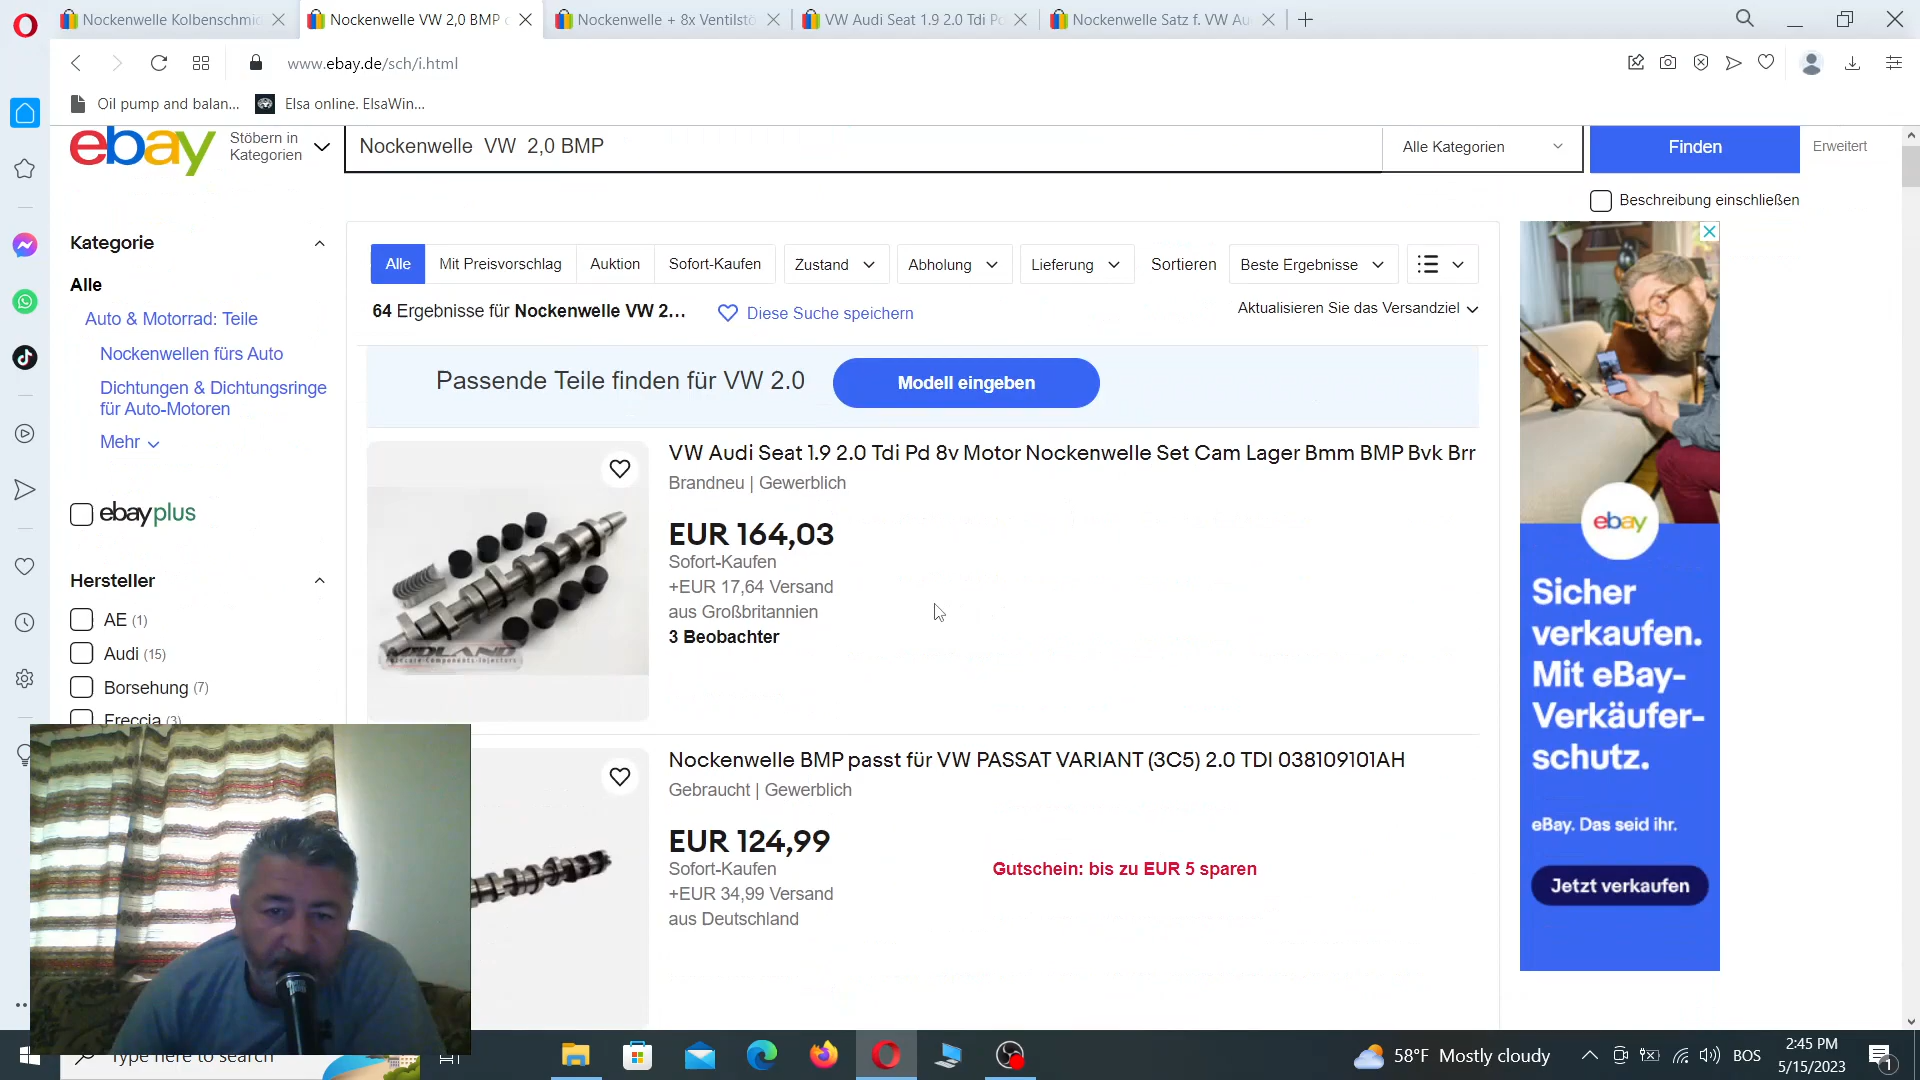 Nockenwelle Kolbenschmi
Nockenwelle VW 2,0 BMP
Nockenwelle + 8x Ventilstö
VW Audi Seat 1.9 2.0 Tdi P
Nockenwelle Satz f. VW Au
www.ebay.de/sch/i.html
Oil pump and balan...
Elsa online. ElsaWin...
ebay
Stöbern in
Kategorien
Nockenwelle VW 2,0 BMP
Alle Kategorien
Finden
Erweitert
Beschreibung einschließen
Kategorie
Alle
Auto & Motorrad: Teile
Nockenwellen fürs Auto
Dichtungen & Dichtungsringe
für Auto-Motoren
Mehr
ebayplus
Hersteller
AE (1)
Audi (15)
Borsehung (7)
Freccia (3)
Alle
Mit Preisvorschlag
Auktion
Sofort-Kaufen
Zustand
Abholung
Lieferung
Sortieren
Beste Ergebnisse
64 Ergebnisse für Nockenwelle VW 2...
Diese Suche speichern
Aktualisieren Sie das Versandziel
Passende Teile finden für VW 2.0
Modell eingeben
VW Audi Seat 1.9 2.0 Tdi Pd 8v Motor Nockenwelle Set Cam Lager Bmm BMP Bvk Brr
Brandneu | Gewerblich
EUR 164,03
Sofort-Kaufen
+EUR 17,64 Versand
aus Großbritannien
3 Beobachter
Nockenwelle BMP passt für VW PASSAT VARIANT (3C5) 2.0 TDI 038109101AH
Gebraucht | Gewerblich
EUR 124,99
Sofort-Kaufen
+EUR 34,99 Versand
aus Deutschland
Gutschein: bis zu EUR 5 sparen
ebay
Sicher
verkaufen.
Mit eBay-
Verkäufer-
schutz.
eBay. Das seid ihr.
Jetzt verkaufen
Type here to search
58°F Mostly cloudy
BOS
2:45 PM
5/15/2023
1